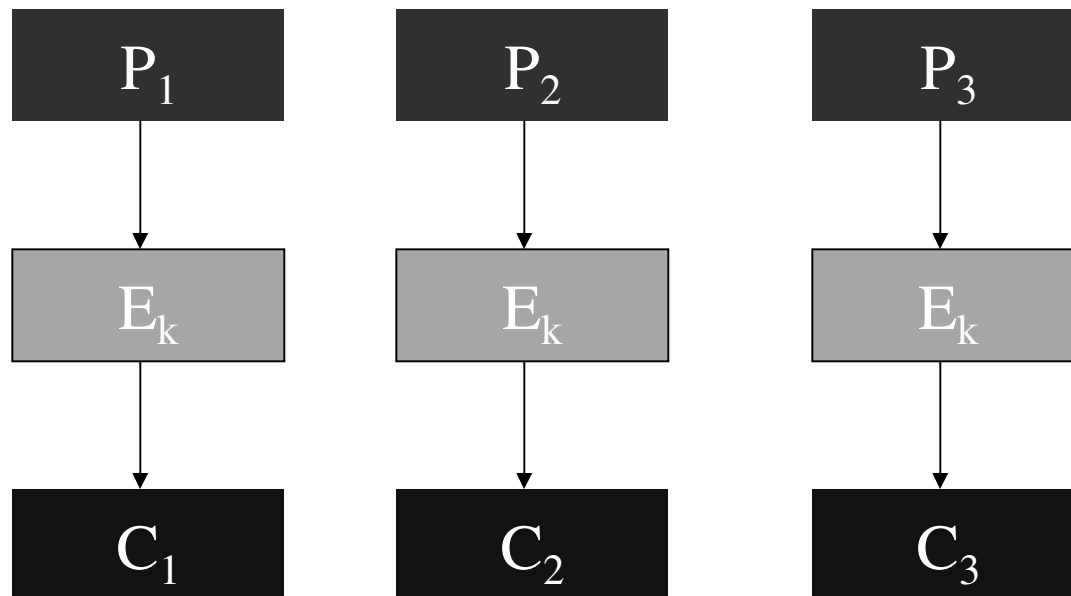 P₁ P₂ P₃
Eₖ Eₖ Eₖ
C₁ C₂ C₃